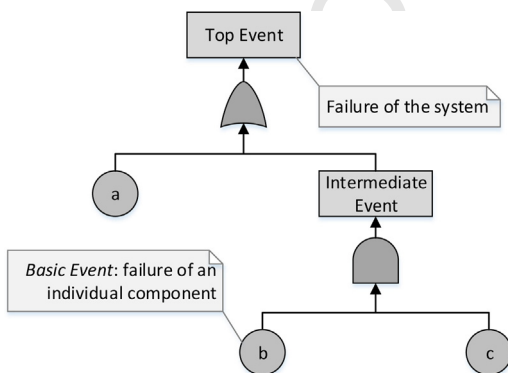 Top Event
Failure of the system
a
Intermediate
Event
Basic Event: failure of an
individual component
b
c